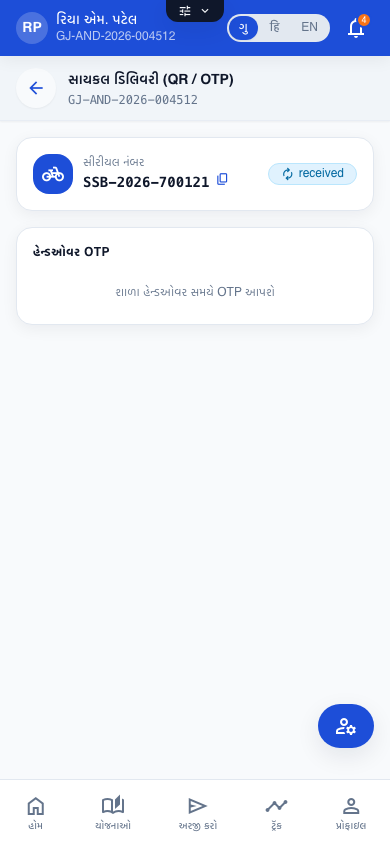 RP
રિયા એમ. પટેલ
GJ-AND-2026-004512
ગુ हि EN
4
સાયકલ ડિલિવરી (QR / OTP)
GJ-AND-2026-004512
સીરીયલ નંબર
SSB-2026-700121
received
હેન્ડઓવર OTP
શાળા હેન્ડઓવર સમયે OTP આપશે
હોમ
યોજનાઓ
અરજી કરો
ટ્રૅક
પ્રોફાઇલ